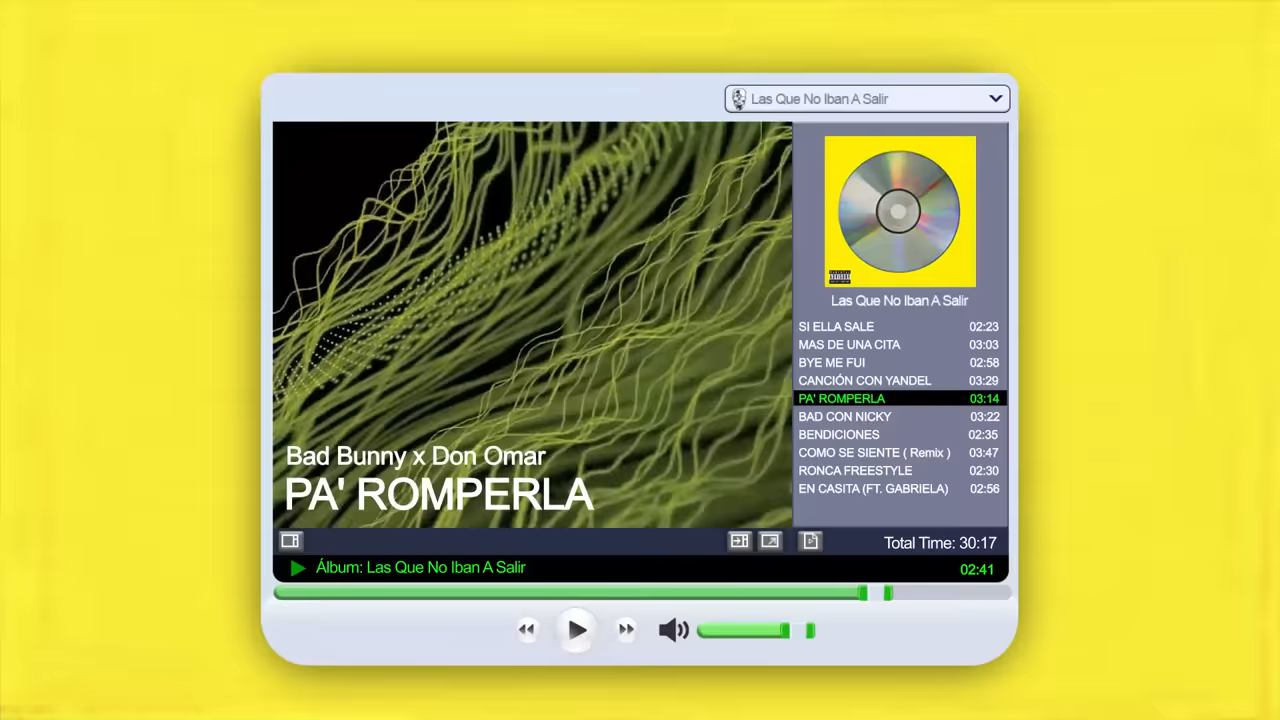 Las Que No Iban A Salir
Las Que No Iban A Salir
SI ELLA SALE 02:23
MAS DE UNA CITA 03:03
BYE ME FUI 02:58
CANCIÓN CON YANDEL 03:29
PA' ROMPERLA 03:14
BAD CON NICKY 03:22
BENDICIONES 02:35
COMO SE SIENTE ( Remix ) 03:47
RONCA FREESTYLE 02:30
EN CASITA (FT. GABRIELA) 02:56
Bad Bunny x Don Omar
PA' ROMPERLA
Total Time: 30:17
Álbum: Las Que No Iban A Salir 02:41